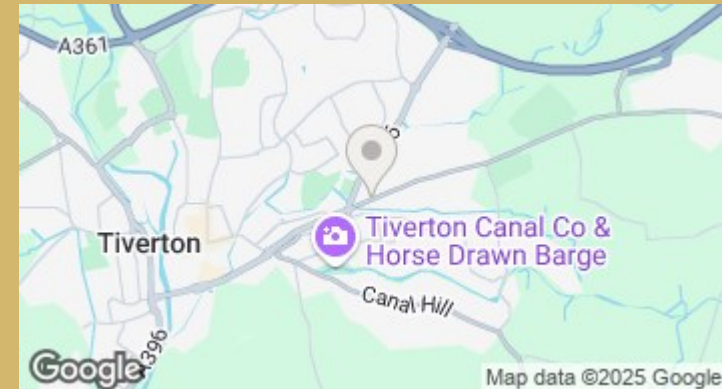 A361
Tiverton
Tiverton Canal Co &
Horse Drawn Barge
Canal Hill
A396
Google
Map data ©2025 Google